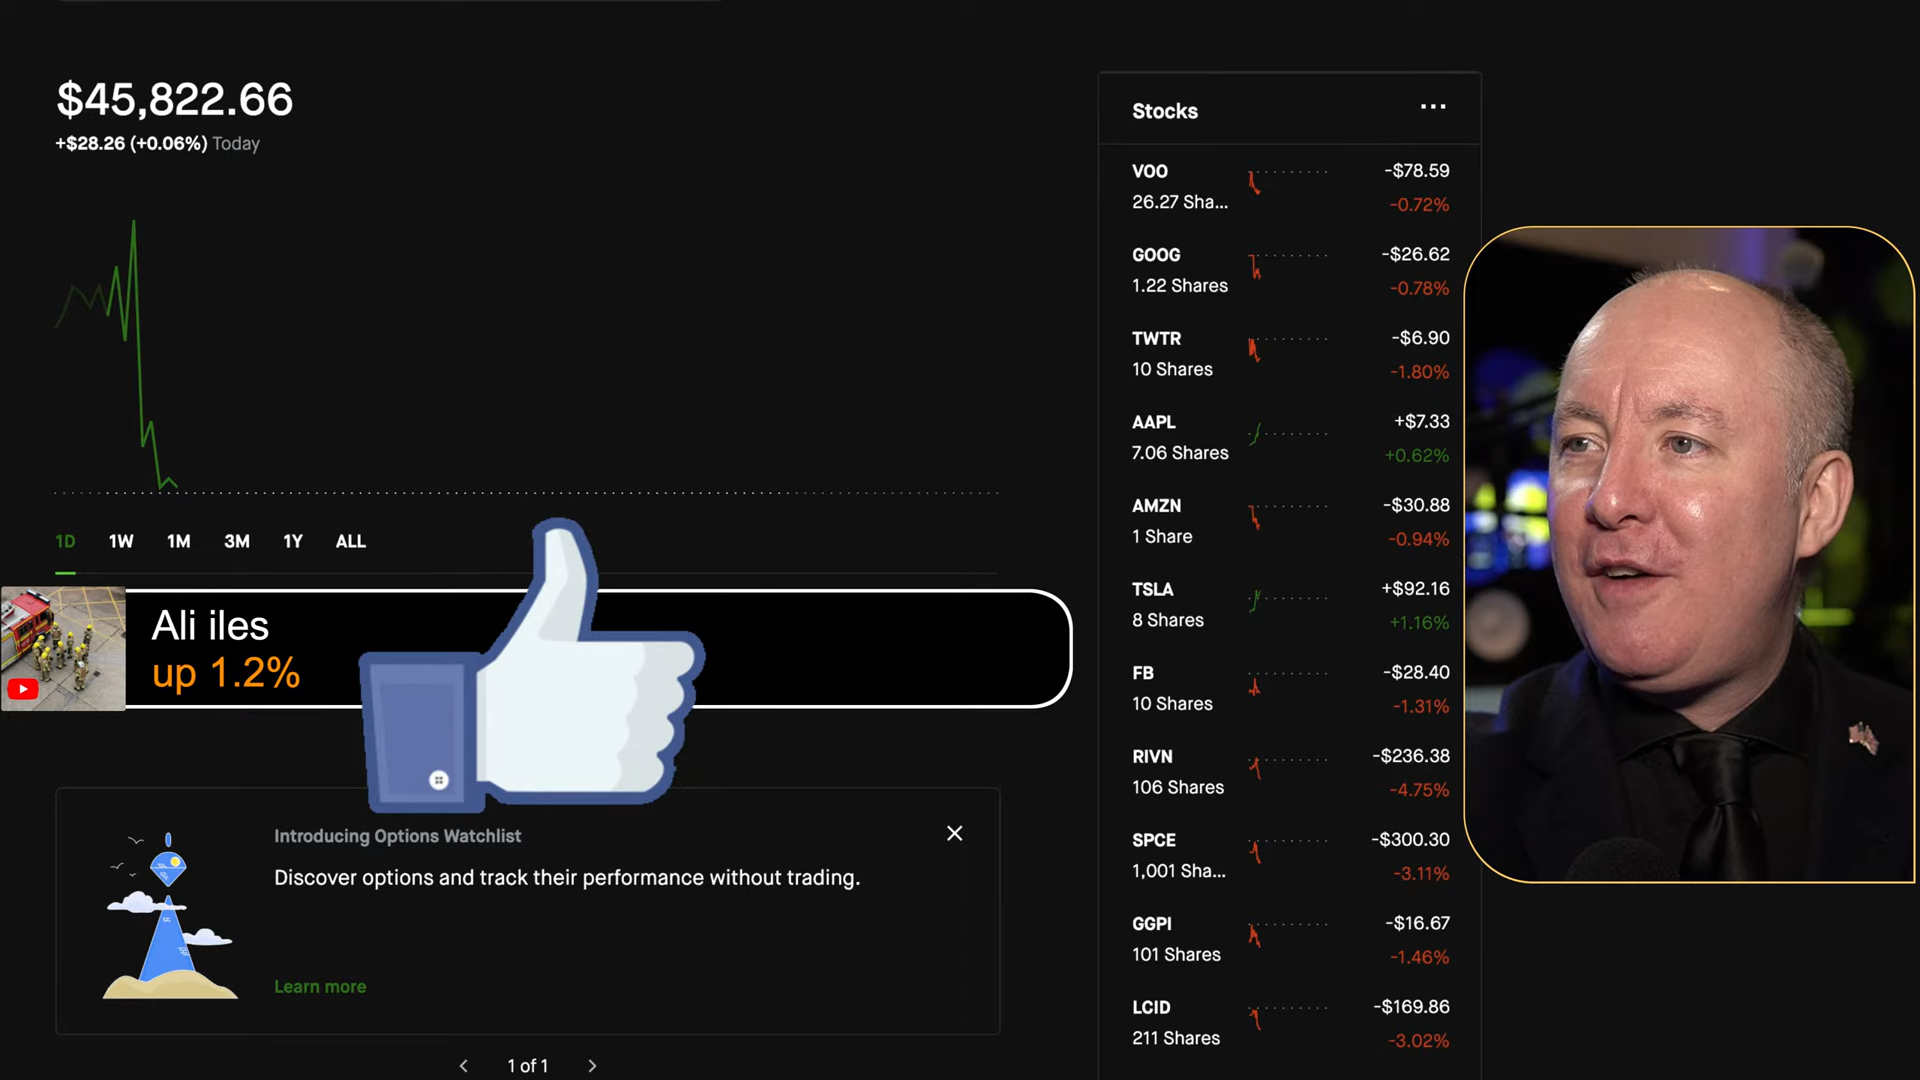 $45,822.66
+$28.26 (+0.06%) Today
1D 1W 1M 3M 1Y ALL
Ali iles
up 1.2%
Introducing Options Watchlist
Discover options and track their performance without trading.
Learn more
1 of 1
Stocks
VOO -$78.59
26.27 Sha... -0.72%
GOOG -$26.62
1.22 Shares -0.78%
TWTR -$6.90
10 Shares -1.80%
AAPL +$7.33
7.06 Shares +0.62%
AMZN -$30.88
1 Share -0.94%
TSLA +$92.16
8 Shares +1.16%
FB -$28.40
10 Shares -1.31%
RIVN -$236.38
106 Shares -4.75%
SPCE -$300.30
1,001 Sha... -3.11%
GGPI -$16.67
101 Shares -1.46%
LCID -$169.86
211 Shares -3.02%